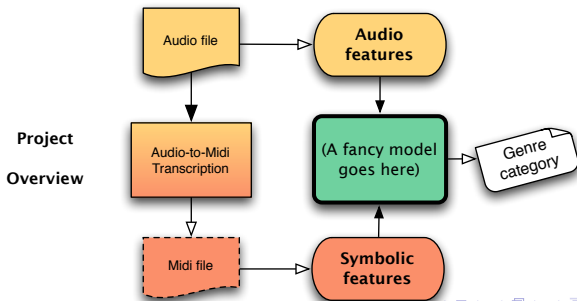 Audio file
Audio
features
Project
Overview
Audio-to-Midi
Transcription
(A fancy model
goes here)
Genre
category
Midi file
Symbolic
features